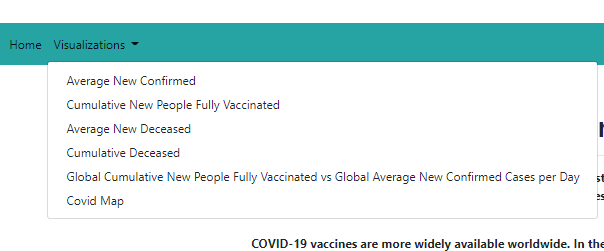 Home Visualizations
Average New Confirmed
Cumulative New People Fully Vaccinated
Average New Deceased
Cumulative Deceased
Global Cumulative New People Fully Vaccinated vs Global Average New Confirmed Cases per Day
Covid Map
COVID-19 vaccines are more widely available worldwide. In the